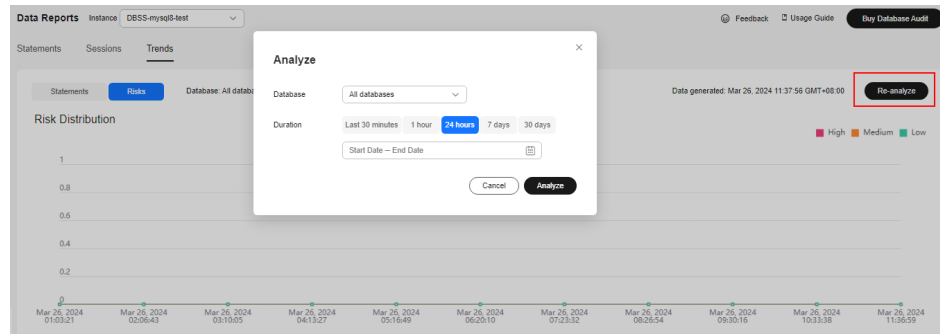 Data Reports Instance DBSS-mysql8-test Feedback Usage Guide Buy Database Audit
Statements Sessions Trends
Analyze
Database All databases
Duration Last 30 minutes 1 hour 24 hours 7 days 30 days
Start Date — End Date
Cancel Analyze
Statements Risks Database: All databa Data generated: Mar 26, 2024 11:37:56 GMT+08:00 Re-analyze
Risk Distribution
High Medium Low
1
0.8
0.6
0.4
0.2
0
Mar 26, 2024 Mar 26, 2024 Mar 26, 2024 Mar 26, 2024 Mar 26, 2024 Mar 26, 2024 Mar 26, 2024 Mar 26, 2024 Mar 26, 2024 Mar 26, 2024 Mar 26, 2024
01:03:21 02:06:43 03:10:05 04:13:27 05:16:49 06:20:10 07:23:32 08:26:54 09:30:16 10:33:38 11:36:59